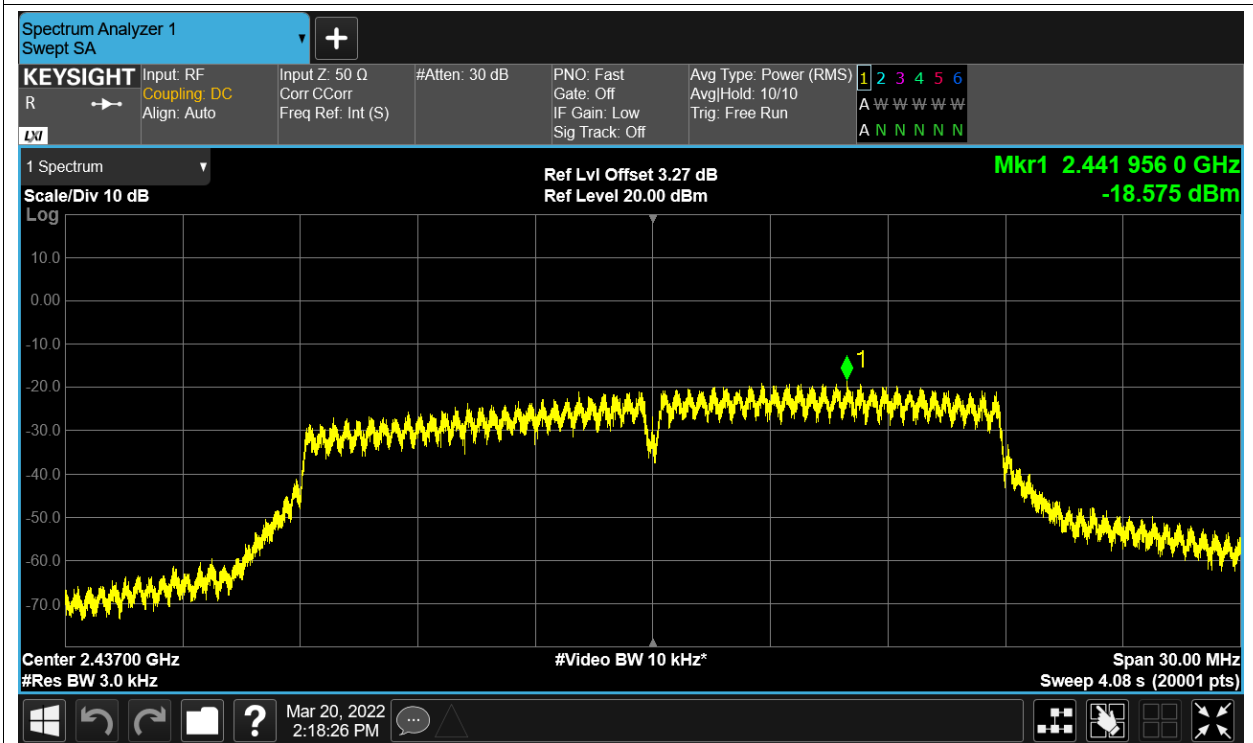 Spectrum Analyzer 1
Swept SA
KEYSIGHT
R
LXI
Input: RF
Coupling: DC
Align: Auto
Input Z: 50 Ω
Corr CCorr
Freq Ref: Int (S)
#Atten: 30 dB
PNO: Fast
Gate: Off
IF Gain: Low
Sig Track: Off
Avg Type: Power (RMS)
Avg|Hold: 10/10
Trig: Free Run
1 2 3 4 5 6
A W W W W W
A N N N N N
1 Spectrum
Scale/Div 10 dB
Ref Lvl Offset 3.27 dB
Ref Level 20.00 dBm
Mkr1 2.441 956 0 GHz
-18.575 dBm
Log
10.0
0.00
-10.0
-20.0
-30.0
-40.0
-50.0
-60.0
-70.0
1
Center 2.43700 GHz
#Res BW 3.0 kHz
#Video BW 10 kHz*
Span 30.00 MHz
Sweep 4.08 s (20001 pts)
?
Mar 20, 2022
2:18:26 PM